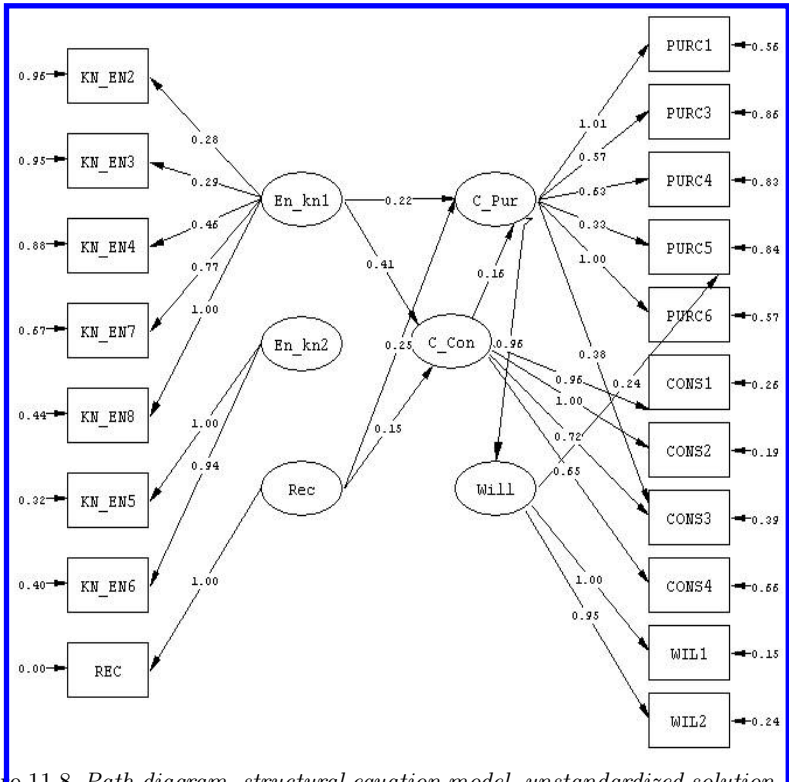 PURC1
0.56
0.96
KN_EN2
PURC3
0.86
0.28
1.01
0.95
KN_EN3
0.57
0.29
PURC4
0.83
0.63
En_kn1
0.22
C_Pur
0.46
0.33
0.88
KN_EN4
PURC5
0.84
0.77
0.41
0.16
1.00
1.00
PURC6
0.57
0.67
KN_EN7
En_kn2
0.25
C_Con
0.96
0.38
0.96
0.24
CONS1
0.26
1.00
0.44
KN_EN8
1.00
0.15
0.72
CONS2
0.19
0.94
0.65
0.32
KN_EN5
Rec
Will
CONS3
0.39
0.40
KN_EN6
1.00
1.00
CONS4
0.66
0.95
0.00
REC
WIL1
0.15
WIL2
0.24
11.8 Path diagram, structural equation model, unstandardized solution